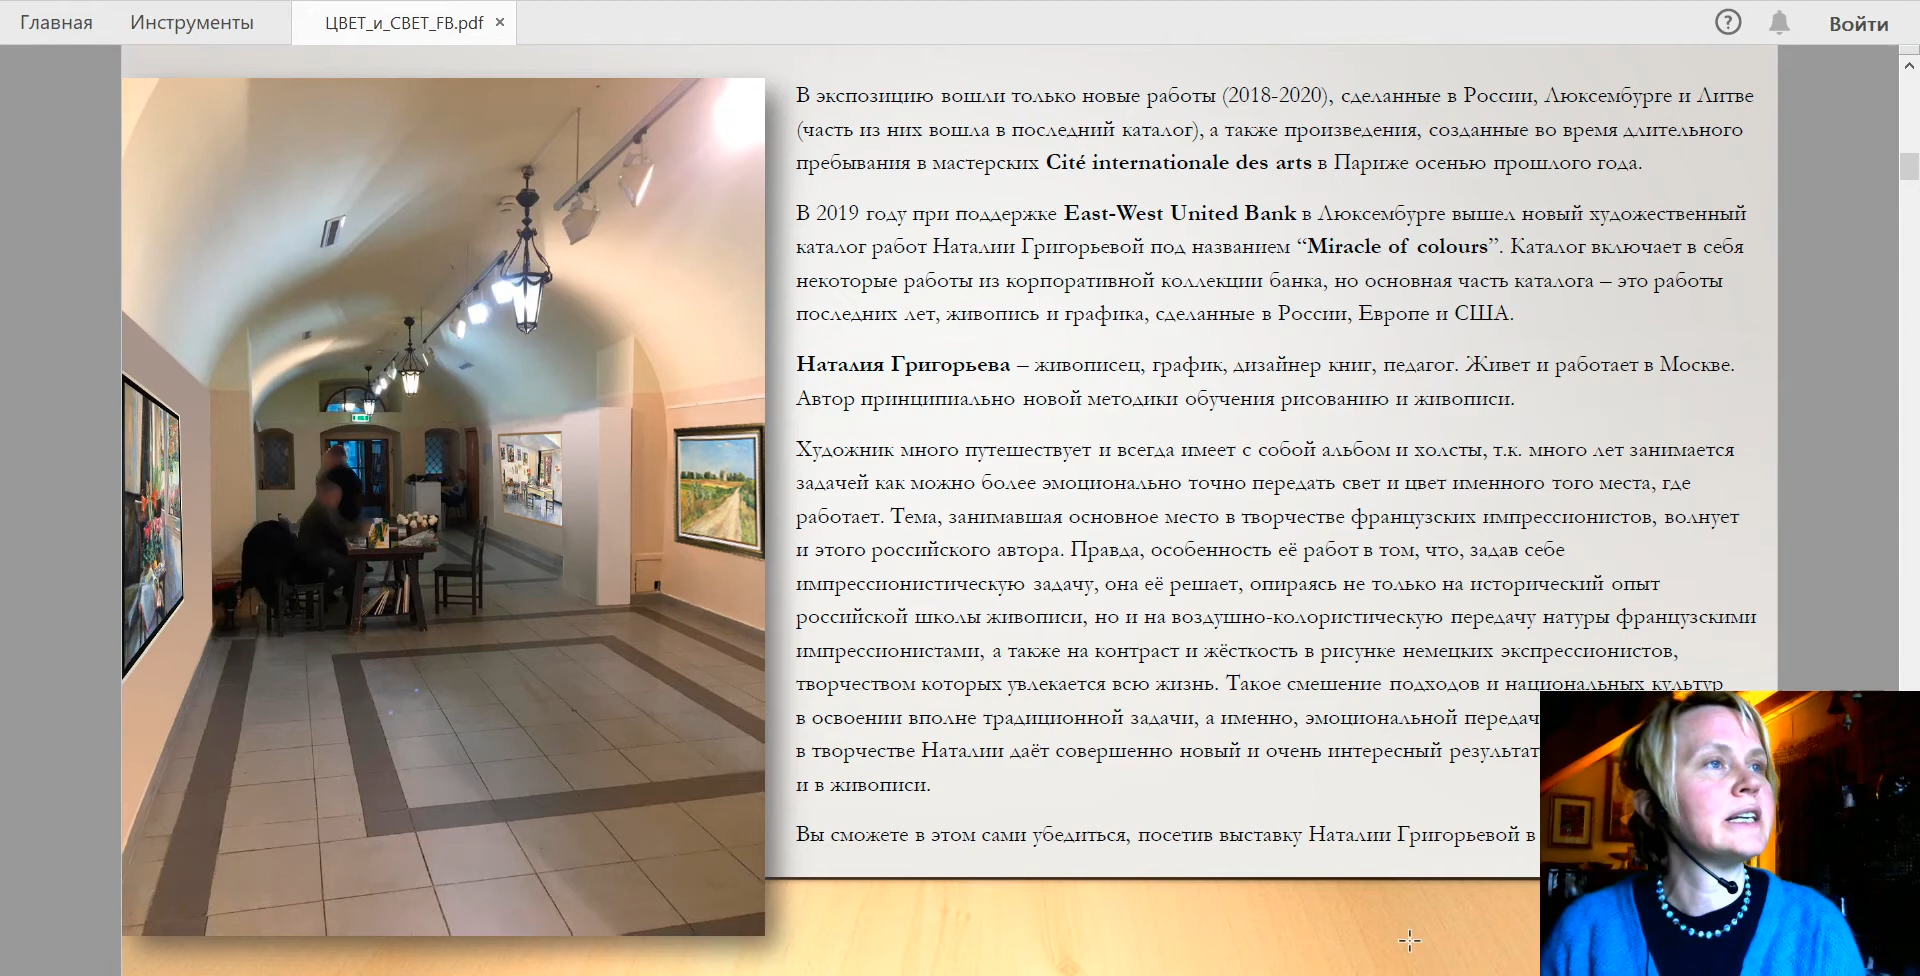 Главная Инструменты ЦВЕТ_и_СВЕТ_FB.pdf × ? Войти
В экспозицию вошли только новые работы (2018-2020), сделанные в России, Люксембурге и Литве
(часть из них вошла в последний каталог), а также произведения, созданные во время длительного
пребывания в мастерских Cité internationale des arts в Париже осенью прошлого года.
В 2019 году при поддержке East-West United Bank в Люксембурге вышел новый художественный
каталог работ Наталии Григорьевой под названием “Miracle of colours”. Каталог включает в себя
некоторые работы из корпоративной коллекции банка, но основная часть каталога – это работы
последних лет, живопись и графика, сделанные в России, Европе и США.
Наталия Григорьева – живописец, график, дизайнер книг, педагог. Живет и работает в Москве.
Автор принципиально новой методики обучения рисованию и живописи.
Художник много путешествует и всегда имеет с собой альбом и холсты, т.к. много лет занимается
задачей как можно более эмоционально точно передать свет и цвет именного того места, где
работает. Тема, занимавшая основное место в творчестве французских импрессионистов, волнует
и этого российского автора. Правда, особенность её работ в том, что, задав себе
импрессионистическую задачу, она её решает, опираясь не только на исторический опыт
российской школы живописи, но и на воздушно-колористическую передачу натуры французскими
импрессионистами, а также на контраст и жёсткость в рисунке немецких экспрессионистов,
творчеством которых увлекается всю жизнь. Такое смешение подходов и национальных культур
в освоении вполне традиционной задачи, а именно, эмоциональной передач
в творчестве Наталии даёт совершенно новый и очень интересный результат
и в живописи.
Вы сможете в этом сами убедиться, посетив выставку Наталии Григорьевой в